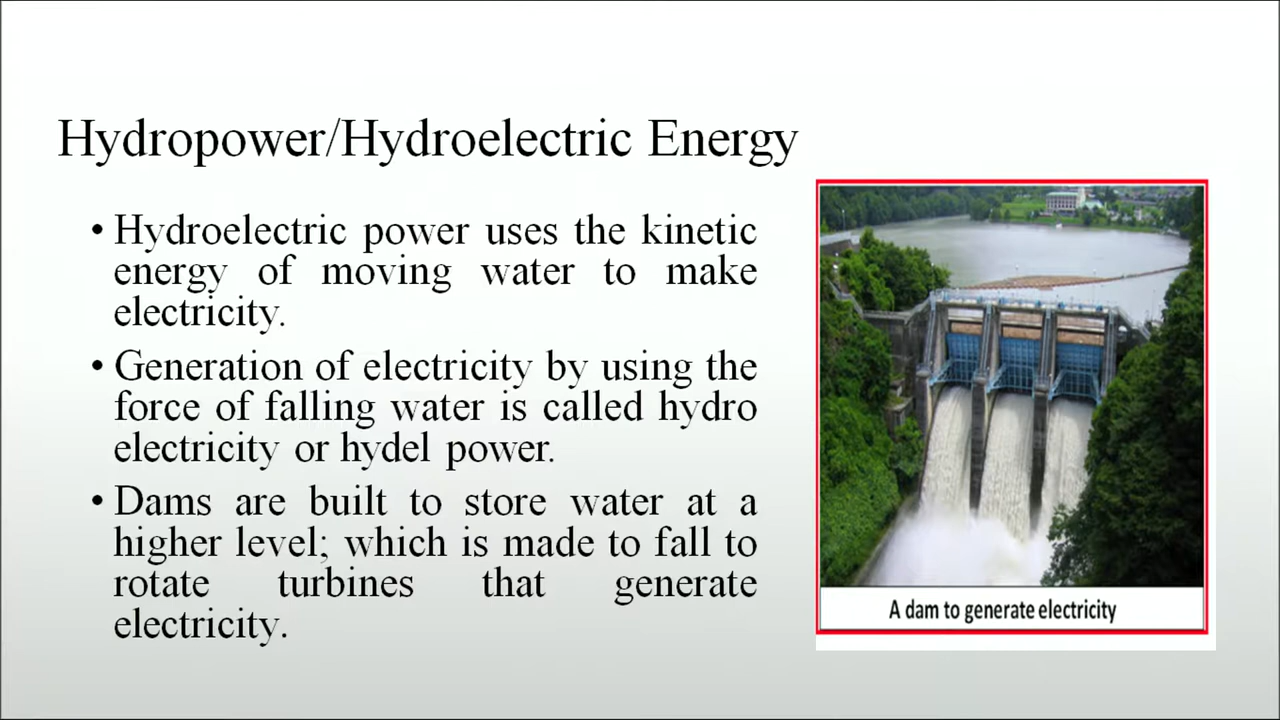 Hydropower/Hydroelectric Energy
• Hydroelectric power uses the kinetic
energy of moving water to make
electricity.
• Generation of electricity by using the
force of falling water is called hydro
electricity or hydel power.
• Dams are built to store water at a
higher level; which is made to fall to
rotate turbines that generate
electricity.
A dam to generate electricity